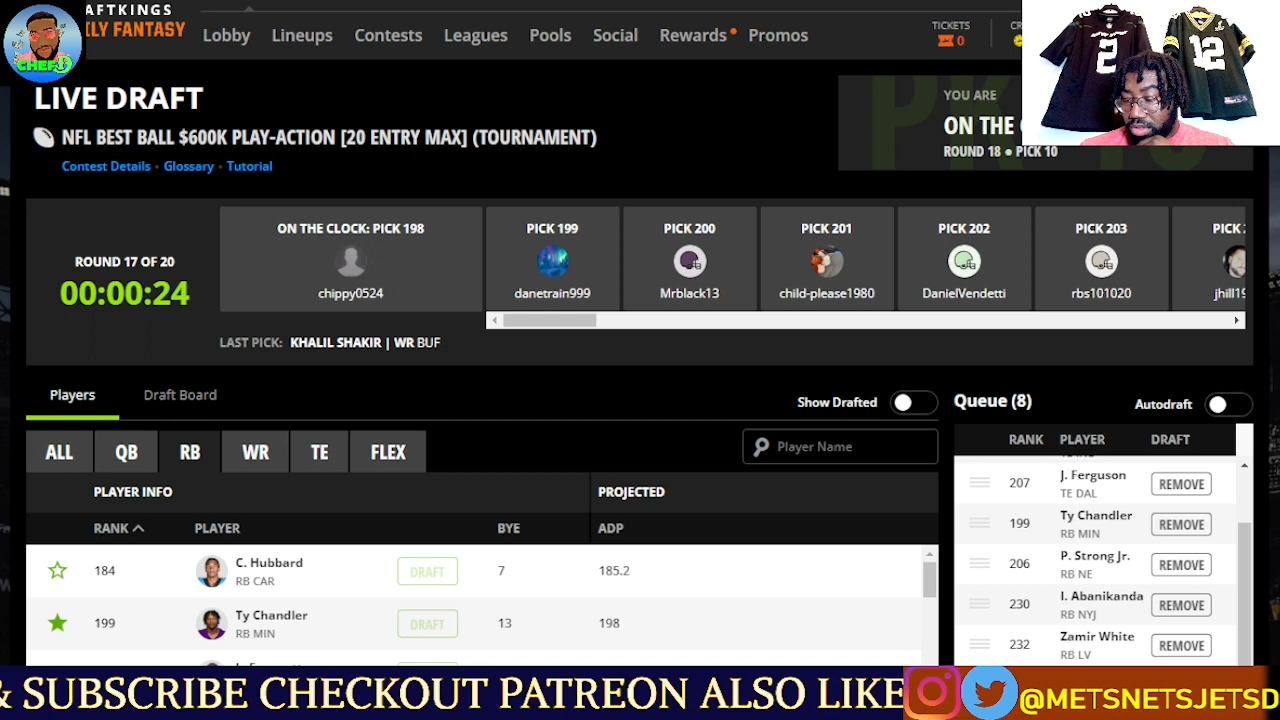 AFTKINGS
LY FANTASY
Lobby
Lineups
Contests
Leagues
Pools
Social
Rewards
Promos
TICKETS
0
CHEF
2
12
LIVE DRAFT
NFL BEST BALL $600K PLAY-ACTION [20 ENTRY MAX] (TOURNAMENT)
Contest Details • Glossary • Tutorial
YOU ARE
ON THE
ROUND 18 • PICK 10
ROUND 17 OF 20
00:00:24
ON THE CLOCK: PICK 198
chippy0524
PICK 199
danetrain999
PICK 200
Mrblack13
PICK 201
child-please1980
PICK 202
DanielVendetti
PICK 203
rbs101020
PICK
jhill19
LAST PICK: KHALIL SHAKIR | WR BUF
Players
Draft Board
Show Drafted
Queue (8)
Autodraft
ALL
QB
RB
WR
TE
FLEX
Player Name
PLAYER INFO
PROJECTED
RANK
PLAYER
BYE
ADP
184
C. Hubbard
RB CAR
DRAFT
7
185.2
199
Ty Chandler
RB MIN
DRAFT
13
198
RANK
PLAYER
DRAFT
207
J. Ferguson
TE DAL
REMOVE
199
Ty Chandler
RB MIN
REMOVE
206
P. Strong Jr.
RB NE
REMOVE
230
I. Abanikanda
RB NYJ
REMOVE
232
Zamir White
RB LV
REMOVE
& SUBSCRIBE CHECKOUT PATREON ALSO LIKE
@METSNETSJETSD